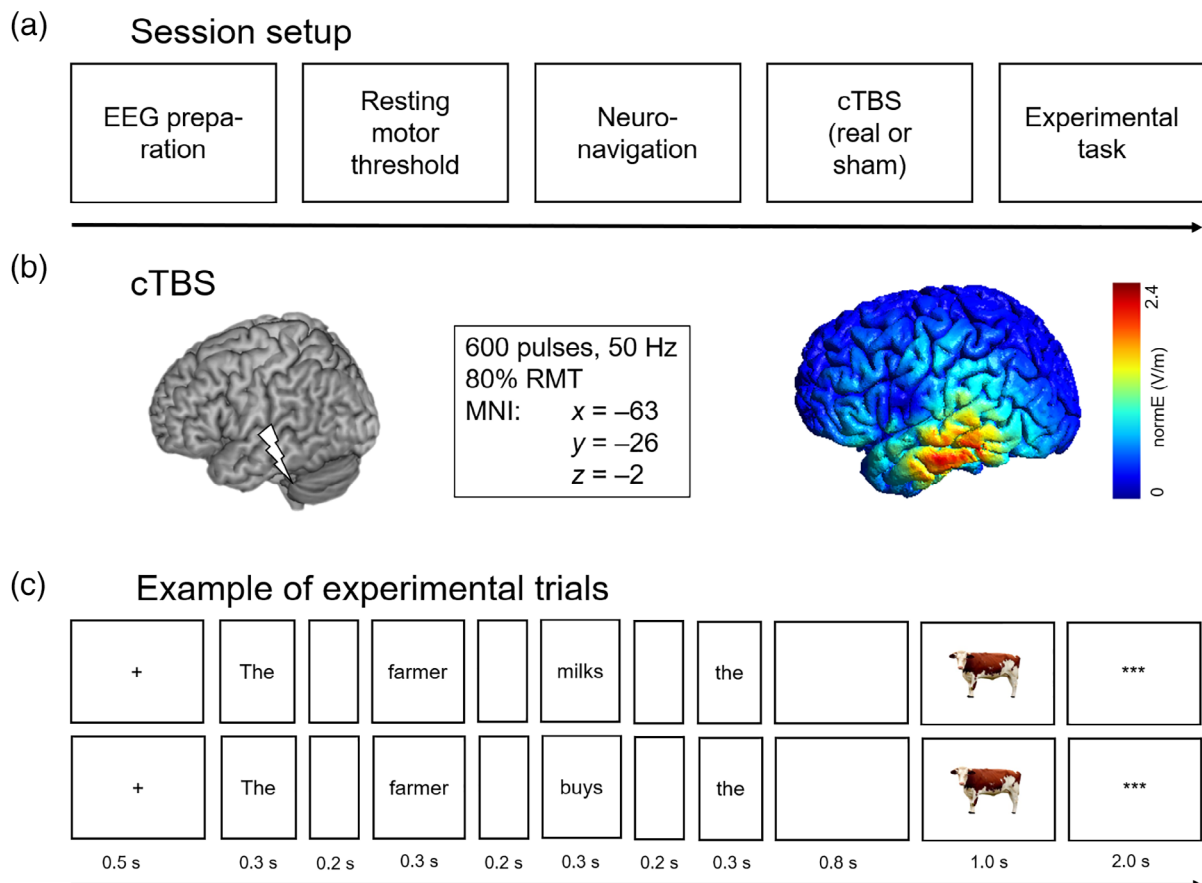 (a)
Session setup
EEG prepa-
ration
Resting
motor
threshold
Neuro-
navigation
cTBS
(real or
sham)
Experimental
task
(b)
cTBS
600 pulses, 50 Hz
80% RMT
MNI: x = –63
y = –26
z = –2
2.4
normE (V/m)
0
(c)
Example of experimental trials
+ The farmer milks the ***
+ The farmer buys the ***
0.5 s 0.3 s 0.2 s 0.3 s 0.2 s 0.3 s 0.2 s 0.3 s 0.8 s 1.0 s 2.0 s